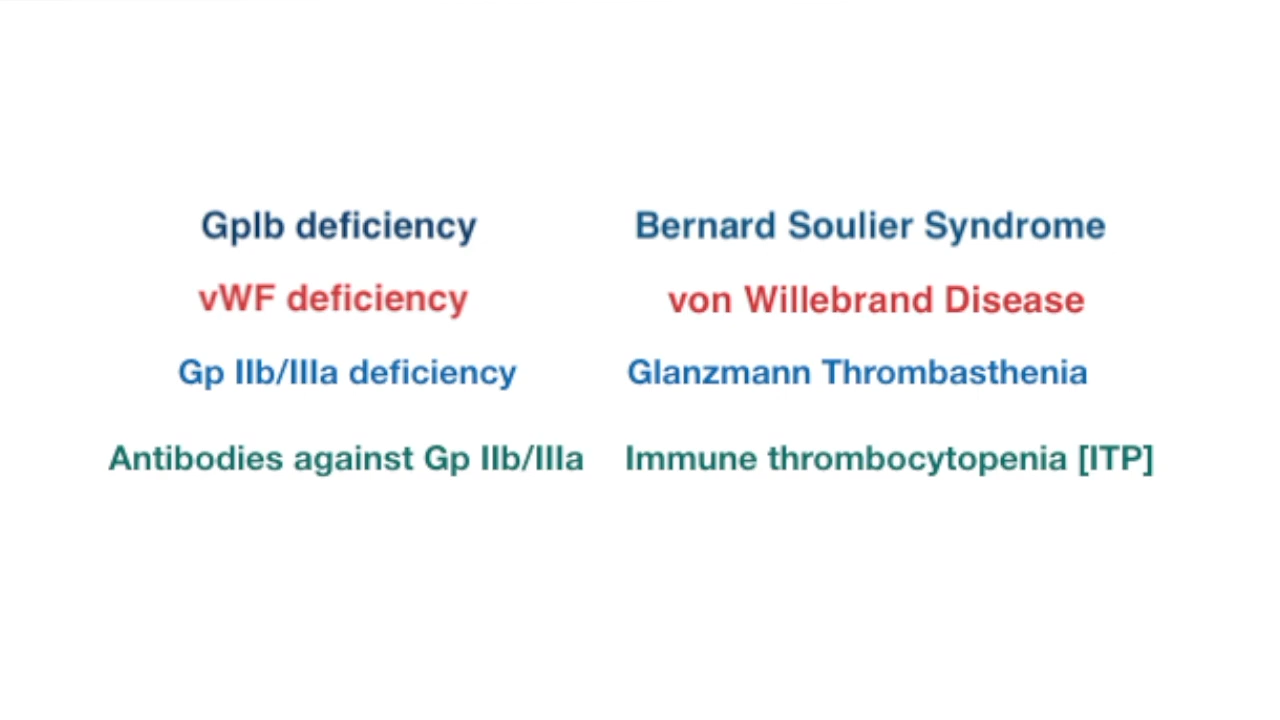 GpIb deficiency Bernard Soulier Syndrome
vWF deficiency von Willebrand Disease
Gp IIb/IIIa deficiency Glanzmann Thrombasthenia
Antibodies against Gp IIb/IIIa Immune thrombocytopenia [ITP]